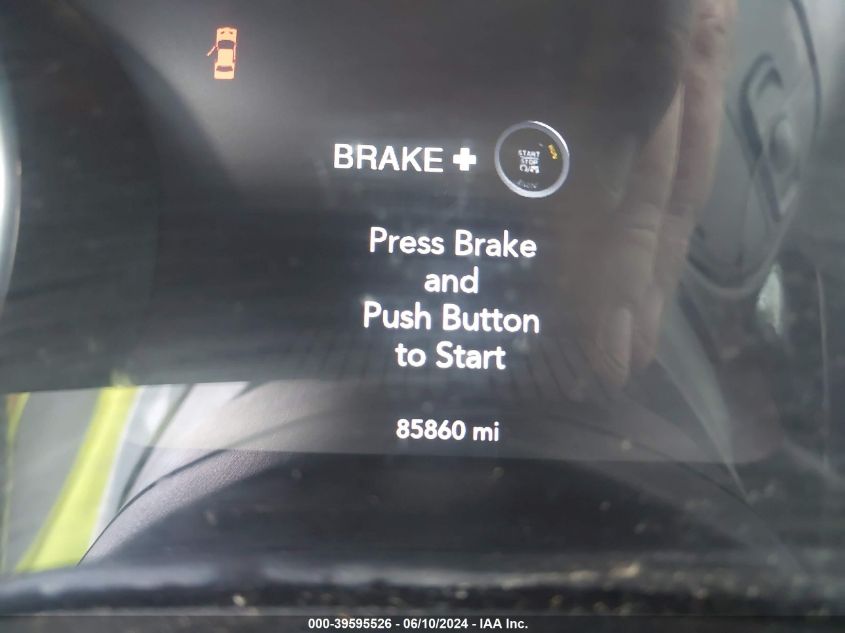 BRAKE +
START
STOP
RUN
Press Brake
and
Push Button
to Start
85860 mi
000-39595526 - 06/10/2024 - IAA Inc.